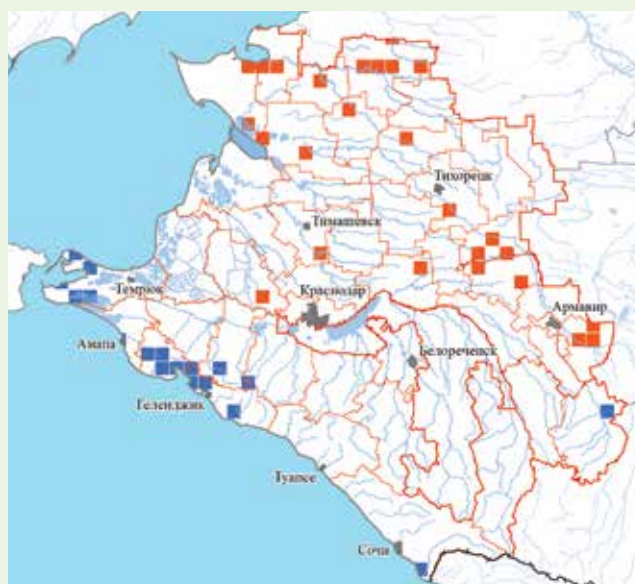 Тихорецк
Тимашевск
Темрюк
Краснодар
Армавир
Анапа
Белореченск
Геленджик
Туапсе
Сочи